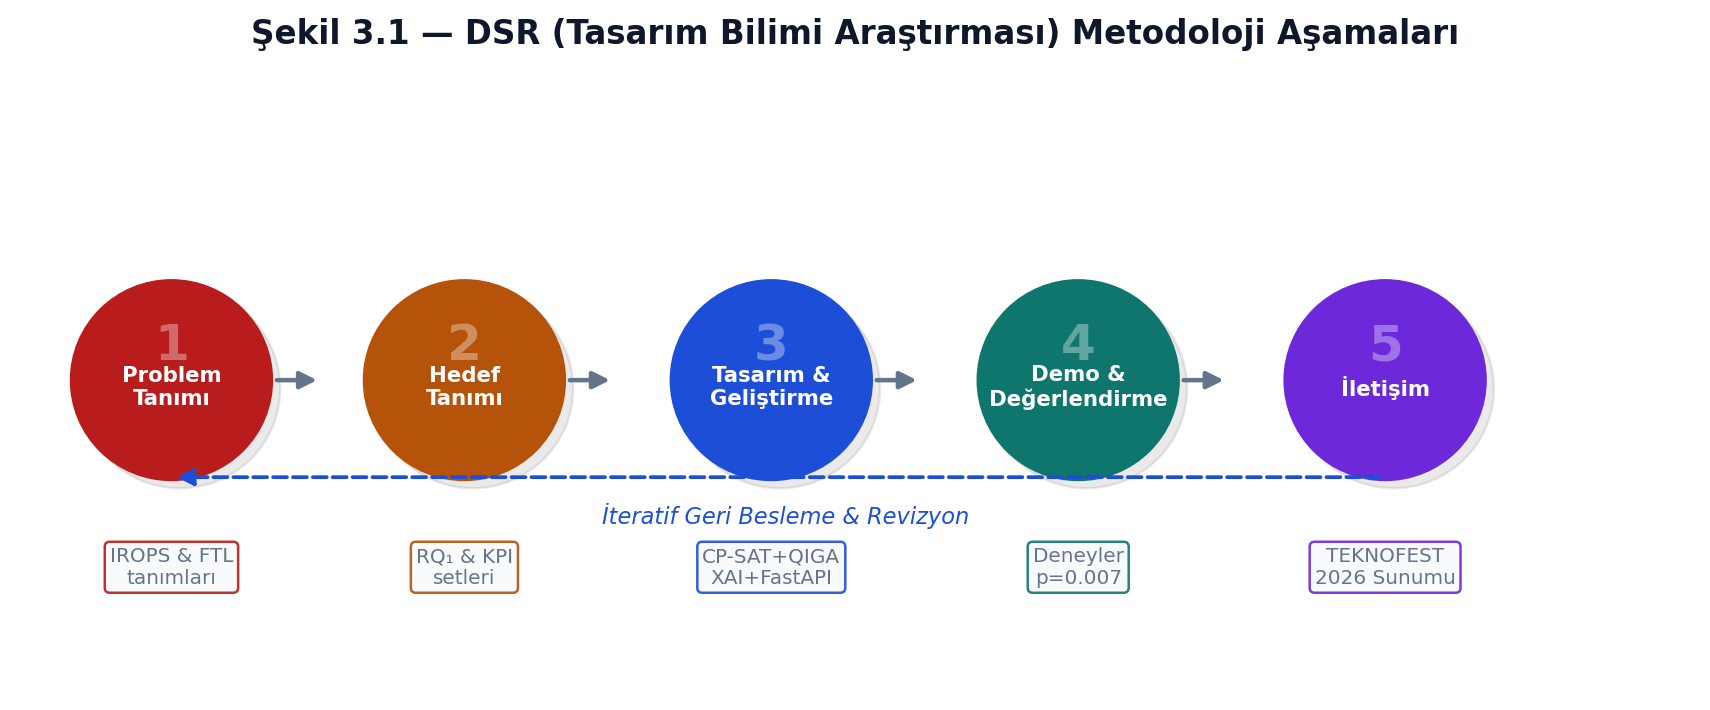 Şekil 3.1 — DSR (Tasarım Bilimi Araştırması) Metodoloji Aşamaları
1
Problem
Tanımı
2
Hedef
Tanımı
3
Tasarım &
Geliştirme
4
Demo &
Değerlendirme
5
İletişim
İteratif Geri Besleme & Revizyon
IROPS & FTL
tanımları
RQ₁ & KPI
setleri
CP-SAT+QIGA
XAI+FastAPI
Deneyler
p=0.007
TEKNOFEST
2026 Sunumu